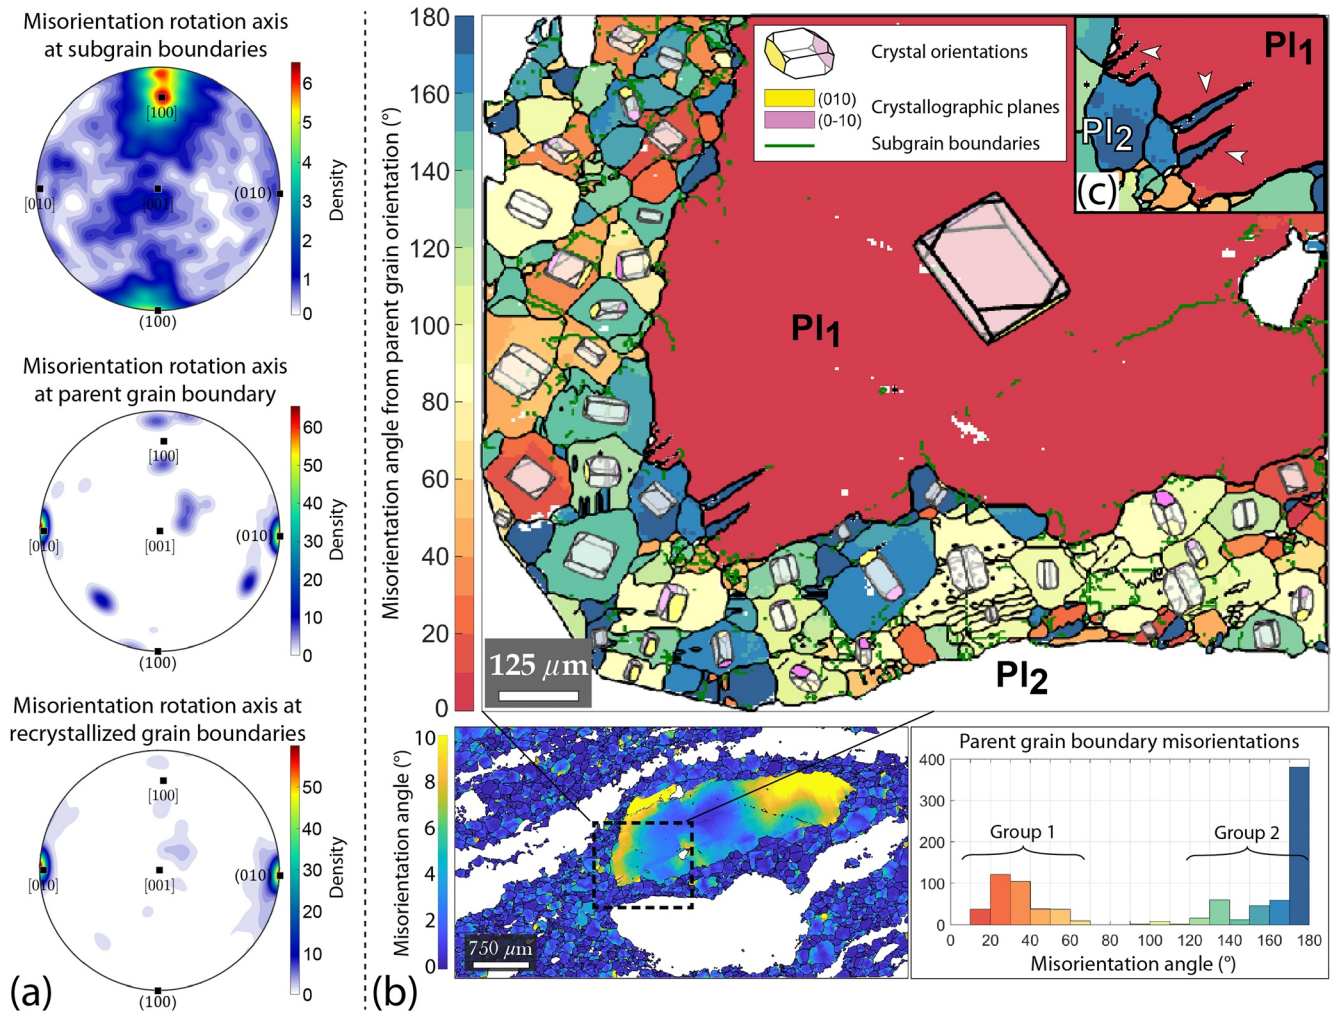 Misorientation rotation axis
at subgrain boundaries
[100]
[010]
[001]
(010)
(100)
6
5
4
3
2
1
0
Density
Misorientation rotation axis
at parent grain boundary
[100]
[010]
[001]
(010)
(100)
60
50
40
30
20
10
0
Density
Misorientation rotation axis at
recrystallized grain boundaries
[100]
[010]
[001]
(010)
(100)
50
40
30
20
10
0
Density
(a)
180
160
140
120
100
80
60
40
20
0
Misorientation angle from parent grain orientation (°)
Crystal orientations
(010)
(0-10)
Crystallographic planes
Subgrain boundaries
Pl1
Pl2
(c)
Pl1
125 μm
Pl2
10
8
6
4
2
0
Misorientation angle (°)
750 μm
(b)
Parent grain boundary misorientations
400
300
200
100
0
Group 1
Group 2
0 20 40 60 80 100 120 140 160 180
Misorientation angle (°)